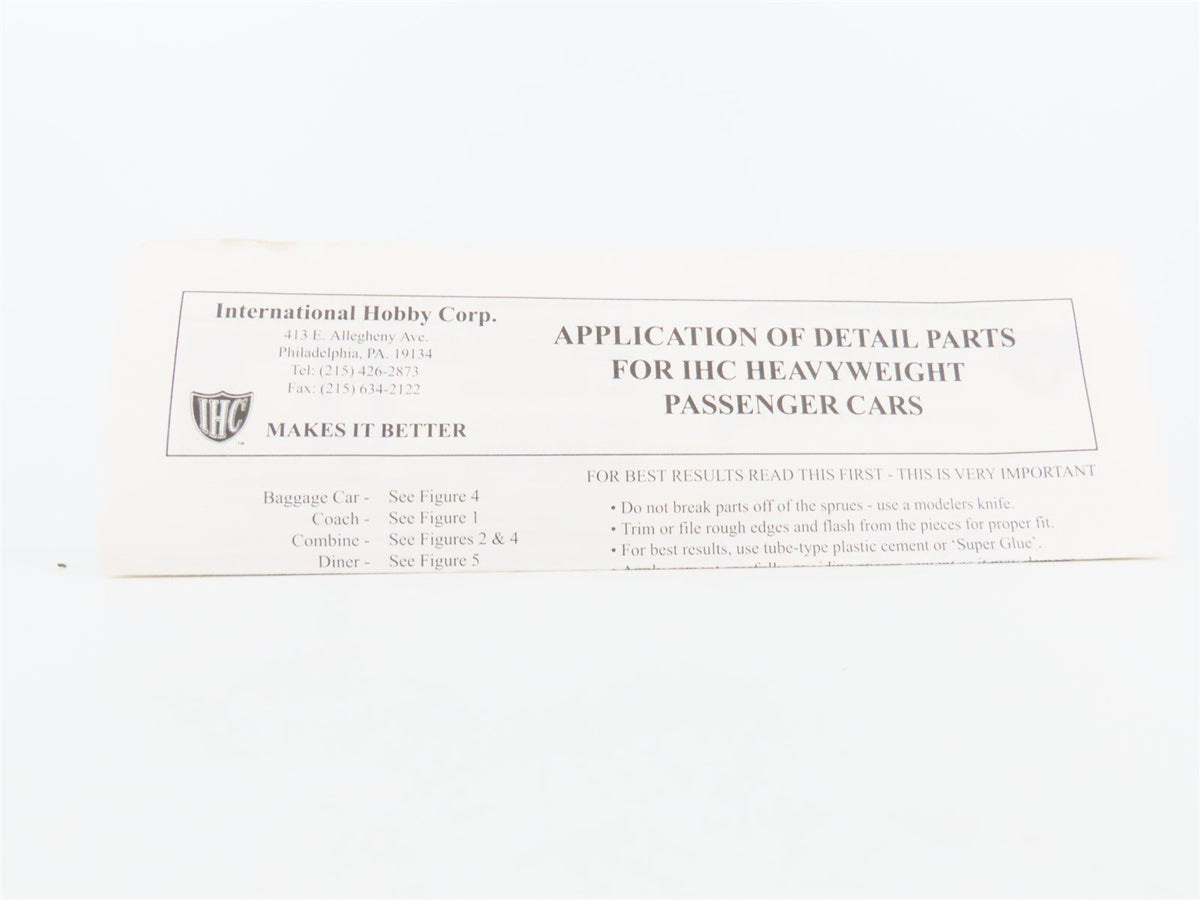 International Hobby Corp.
413 E. Allegheny Ave.
Philadelphia, PA. 19134
Tel: (215) 426-2873
Fax: (215) 634-2122
IHC
™
MAKES IT BETTER
APPLICATION OF DETAIL PARTS
FOR IHC HEAVYWEIGHT
PASSENGER CARS
Baggage Car - See Figure 4
Coach - See Figure 1
Combine - See Figures 2 & 4
Diner - See Figure 5
FOR BEST RESULTS READ THIS FIRST - THIS IS VERY IMPORTANT
• Do not break parts off of the sprues - use a modelers knife.
• Trim or file rough edges and flash from the pieces for proper fit.
• For best results, use tube-type plastic cement or 'Super Glue'.